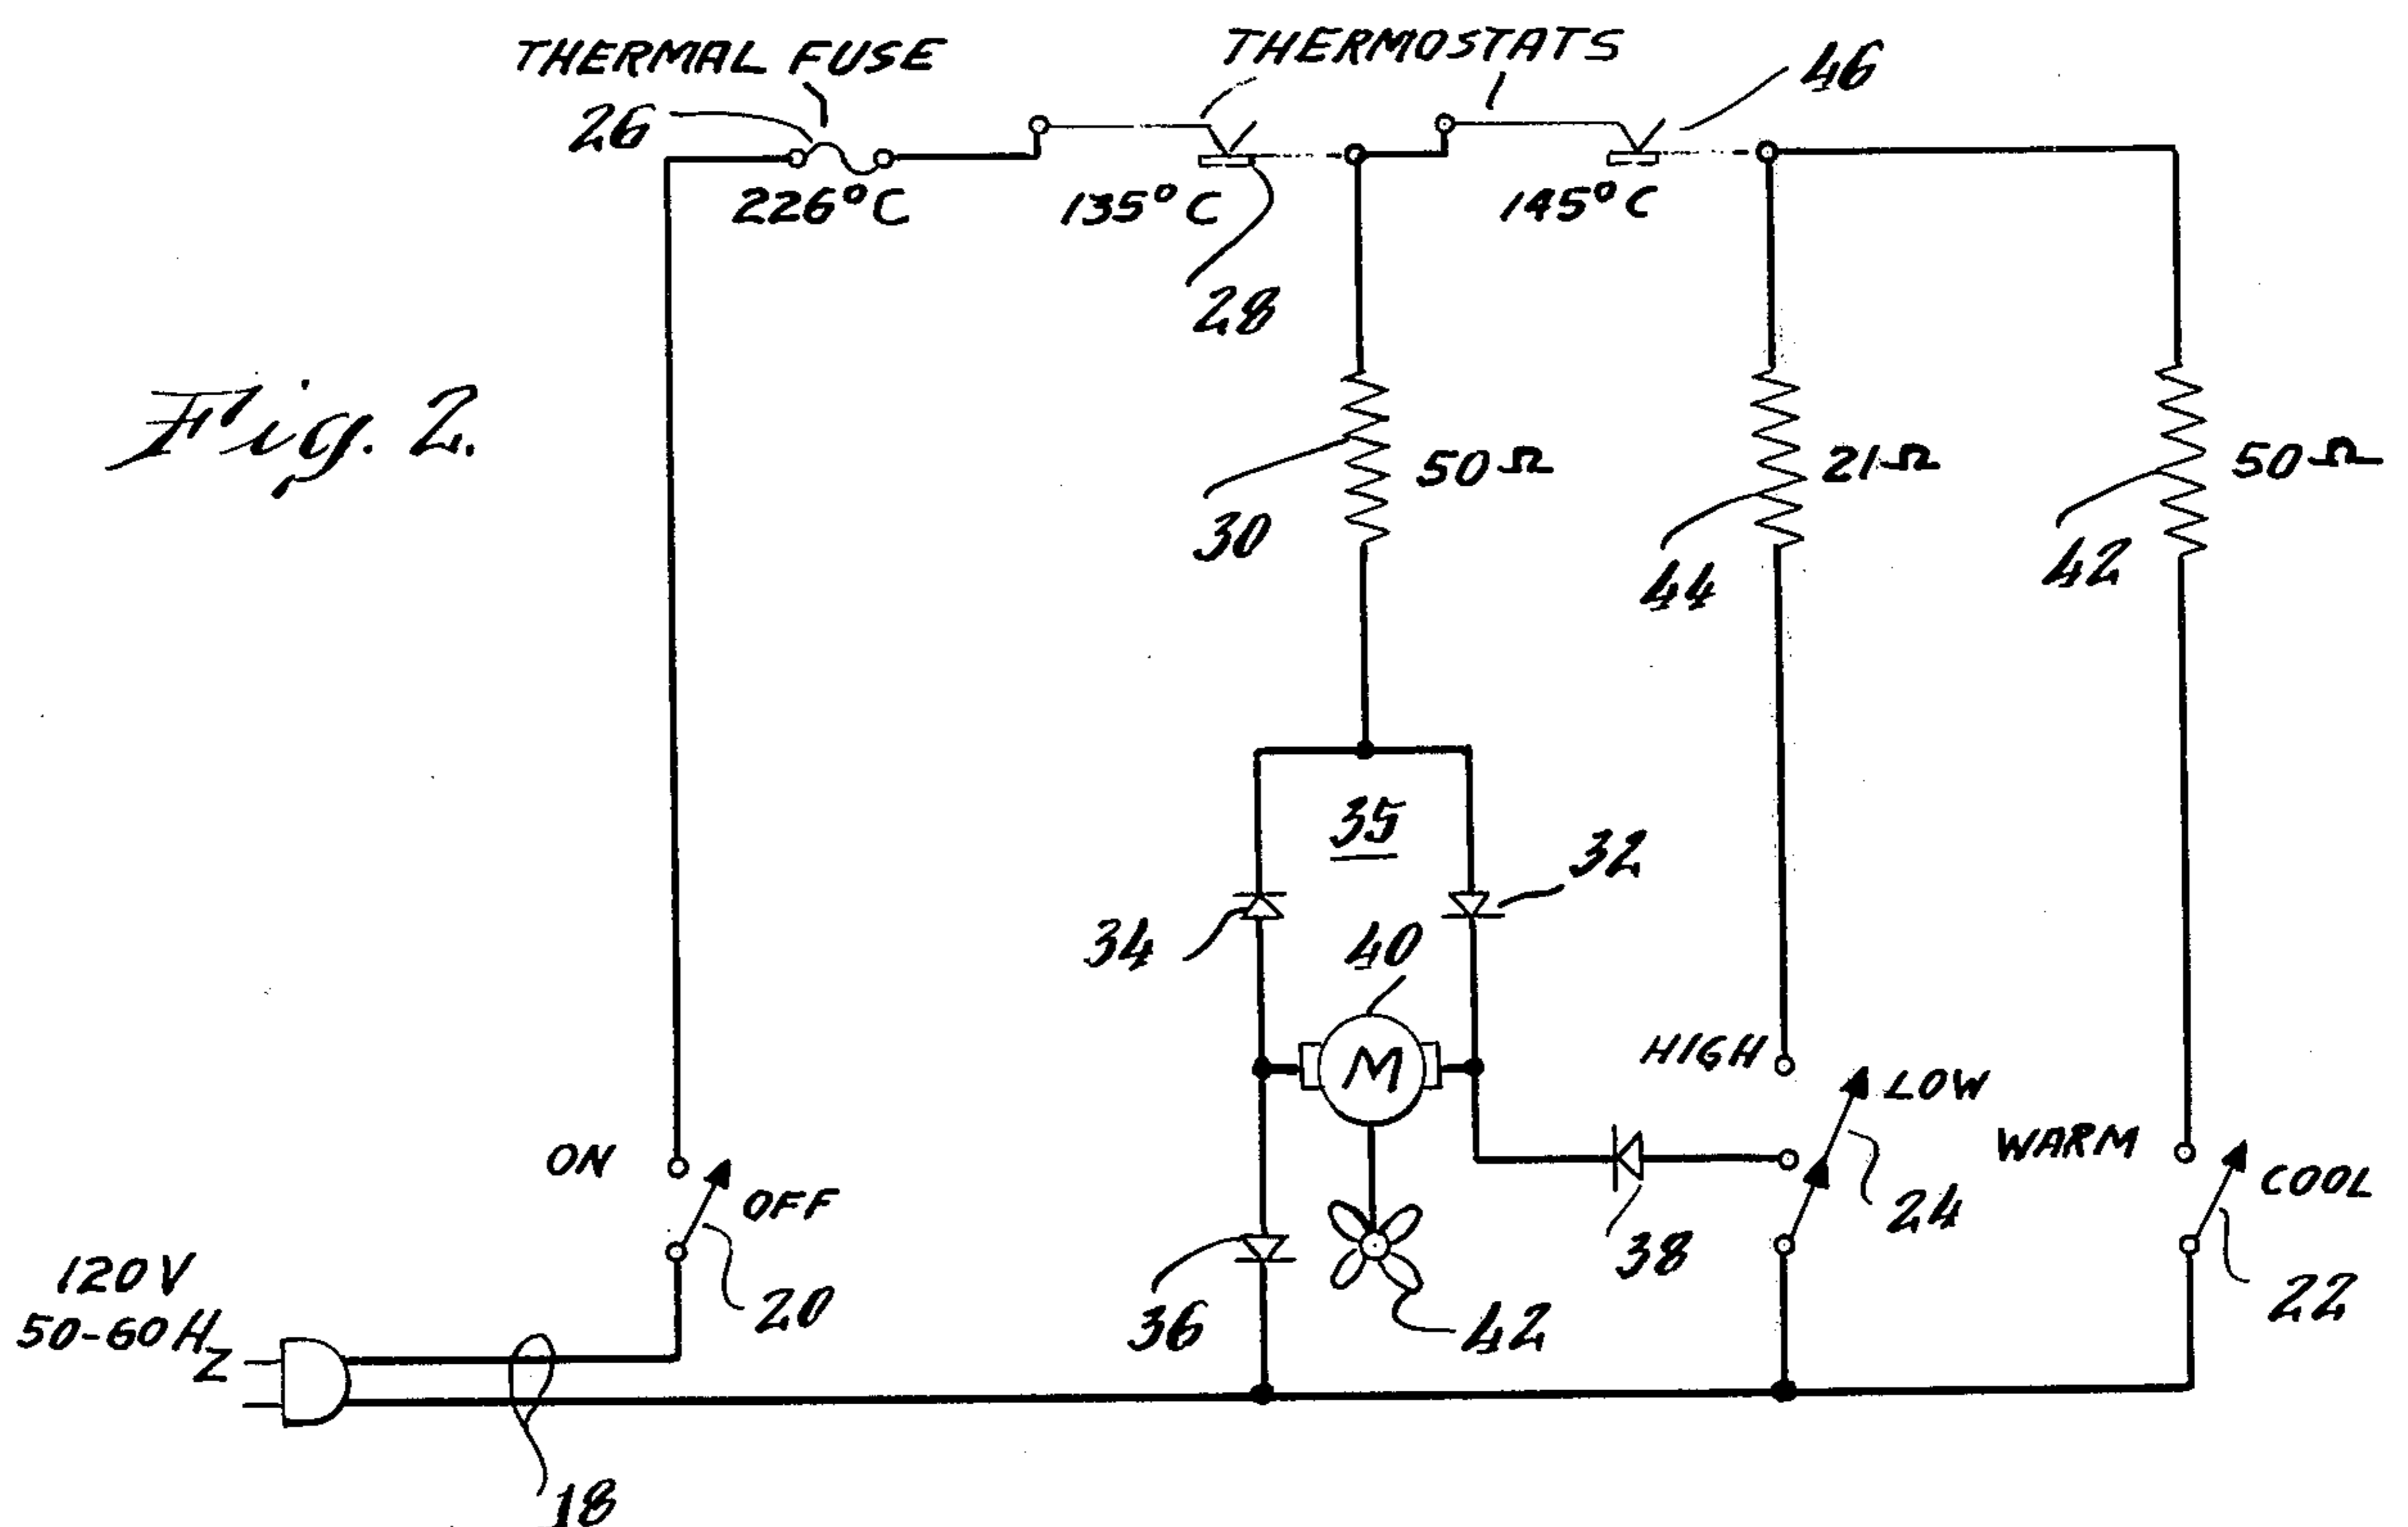 THERMAL FUSE
THERMOSTATS
46
26
226°C
135°C
145°C
28
Fig. 2.
50Ω
21Ω
50Ω
30
44
42
35
32
34
40
M
HIGH
LOW
WARM
COOL
ON
OFF
24
38
22
120V
50-60HZ
20
36
42
18